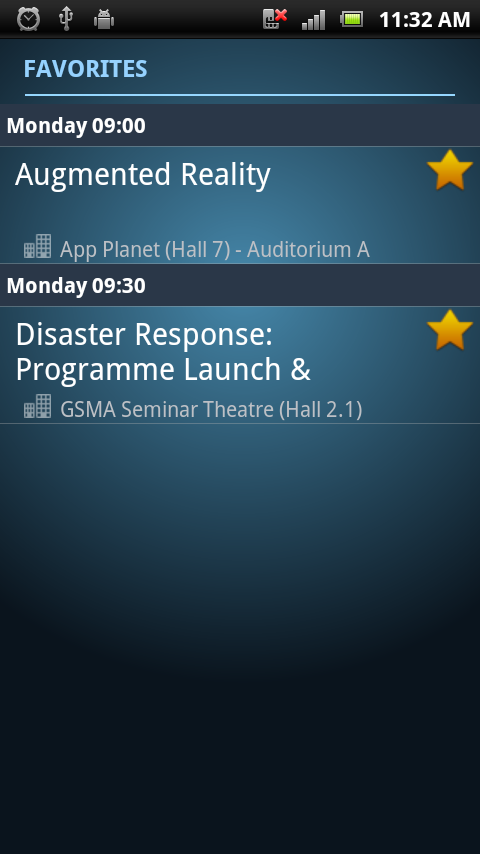 11:32 AM
FAVORITES
Monday 09:00
Augmented Reality
App Planet (Hall 7) - Auditorium A
Monday 09:30
Disaster Response:
Programme Launch &
GSMA Seminar Theatre (Hall 2.1)